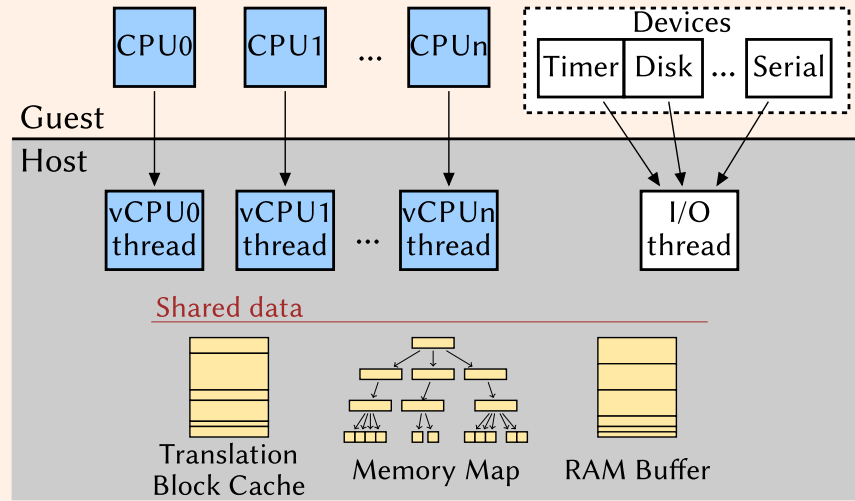 Devices
CPU0 CPU1 ... CPUn Timer Disk ... Serial
Guest
Host
vCPU0 thread
vCPU1 thread
...
vCPUn thread
I/O thread
Shared data
Translation Block Cache
Memory Map
RAM Buffer